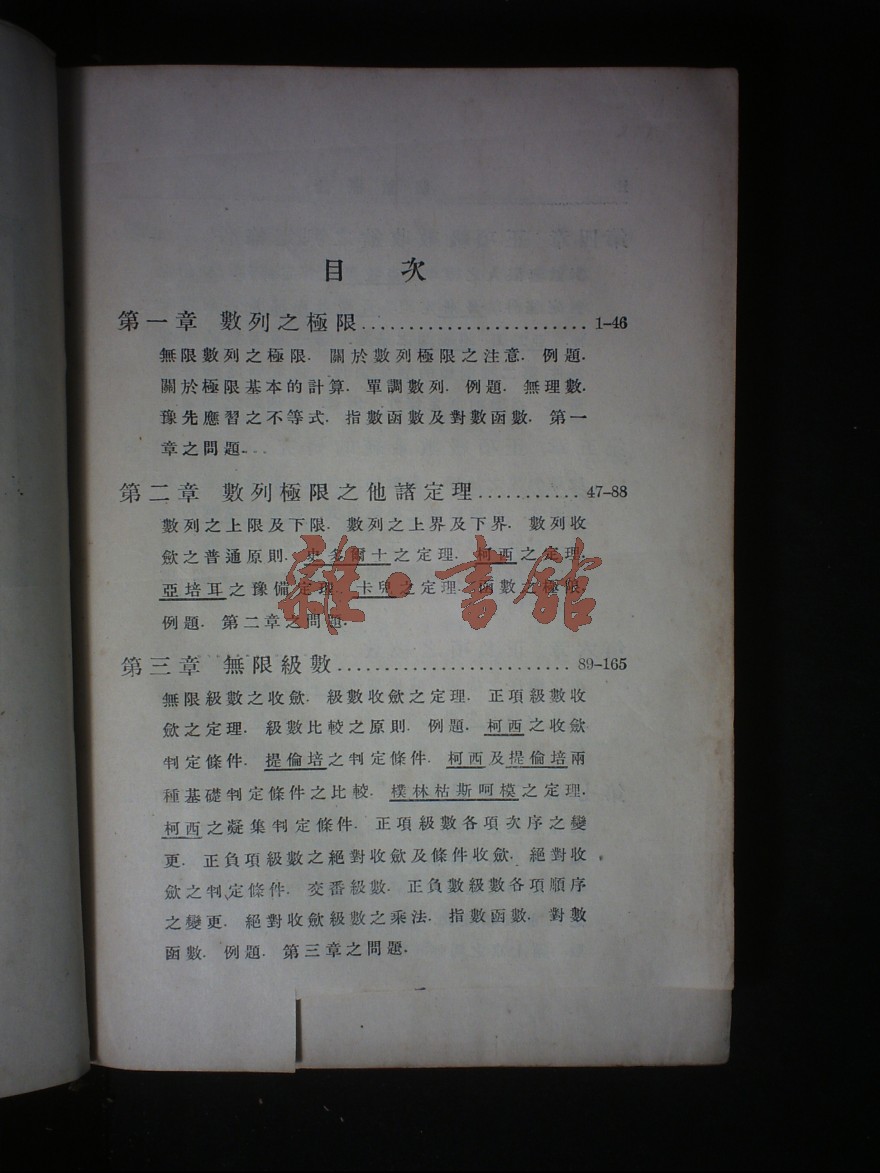 目 次
第一章 數列之極限........................1-46
無限數列之極限. 關於數列極限之注意. 例題.
關於極限基本的計算. 單調數列. 例題. 無理數.
豫先應習之不等式. 指數函數及對數函數. 第一
章之問題.
第二章 數列極限之他諸定理...........47-88
數列之上限及下限. 數列之上界及下界. 數列收
斂之普通原則. 史多爾士之定理. 柯西之定理.
亞培耳之豫備定理. 卡兒之定理. 函數之極限.
例題. 第二章之問題.
第三章 無限級數.........................89-165
無限級數之收斂. 級數收斂之定理. 正項級數收
斂之定理. 級數比較之原則. 例題. 柯西之收斂
判定條件. 提倫培之判定條件. 柯西及提倫培兩
種基礎判定條件之比較. 樸林枯斯呵模之定理.
柯西之凝集判定條件. 正項級數各項次序之變
更. 正負項級數之絕對收斂及條件收斂. 絕對收
斂之判定條件. 交番級數. 正負數級數各項順序
之變更. 絕對收斂級數之乘法. 指數函數. 對數
函數. 例題. 第三章之問題.
雜·書館